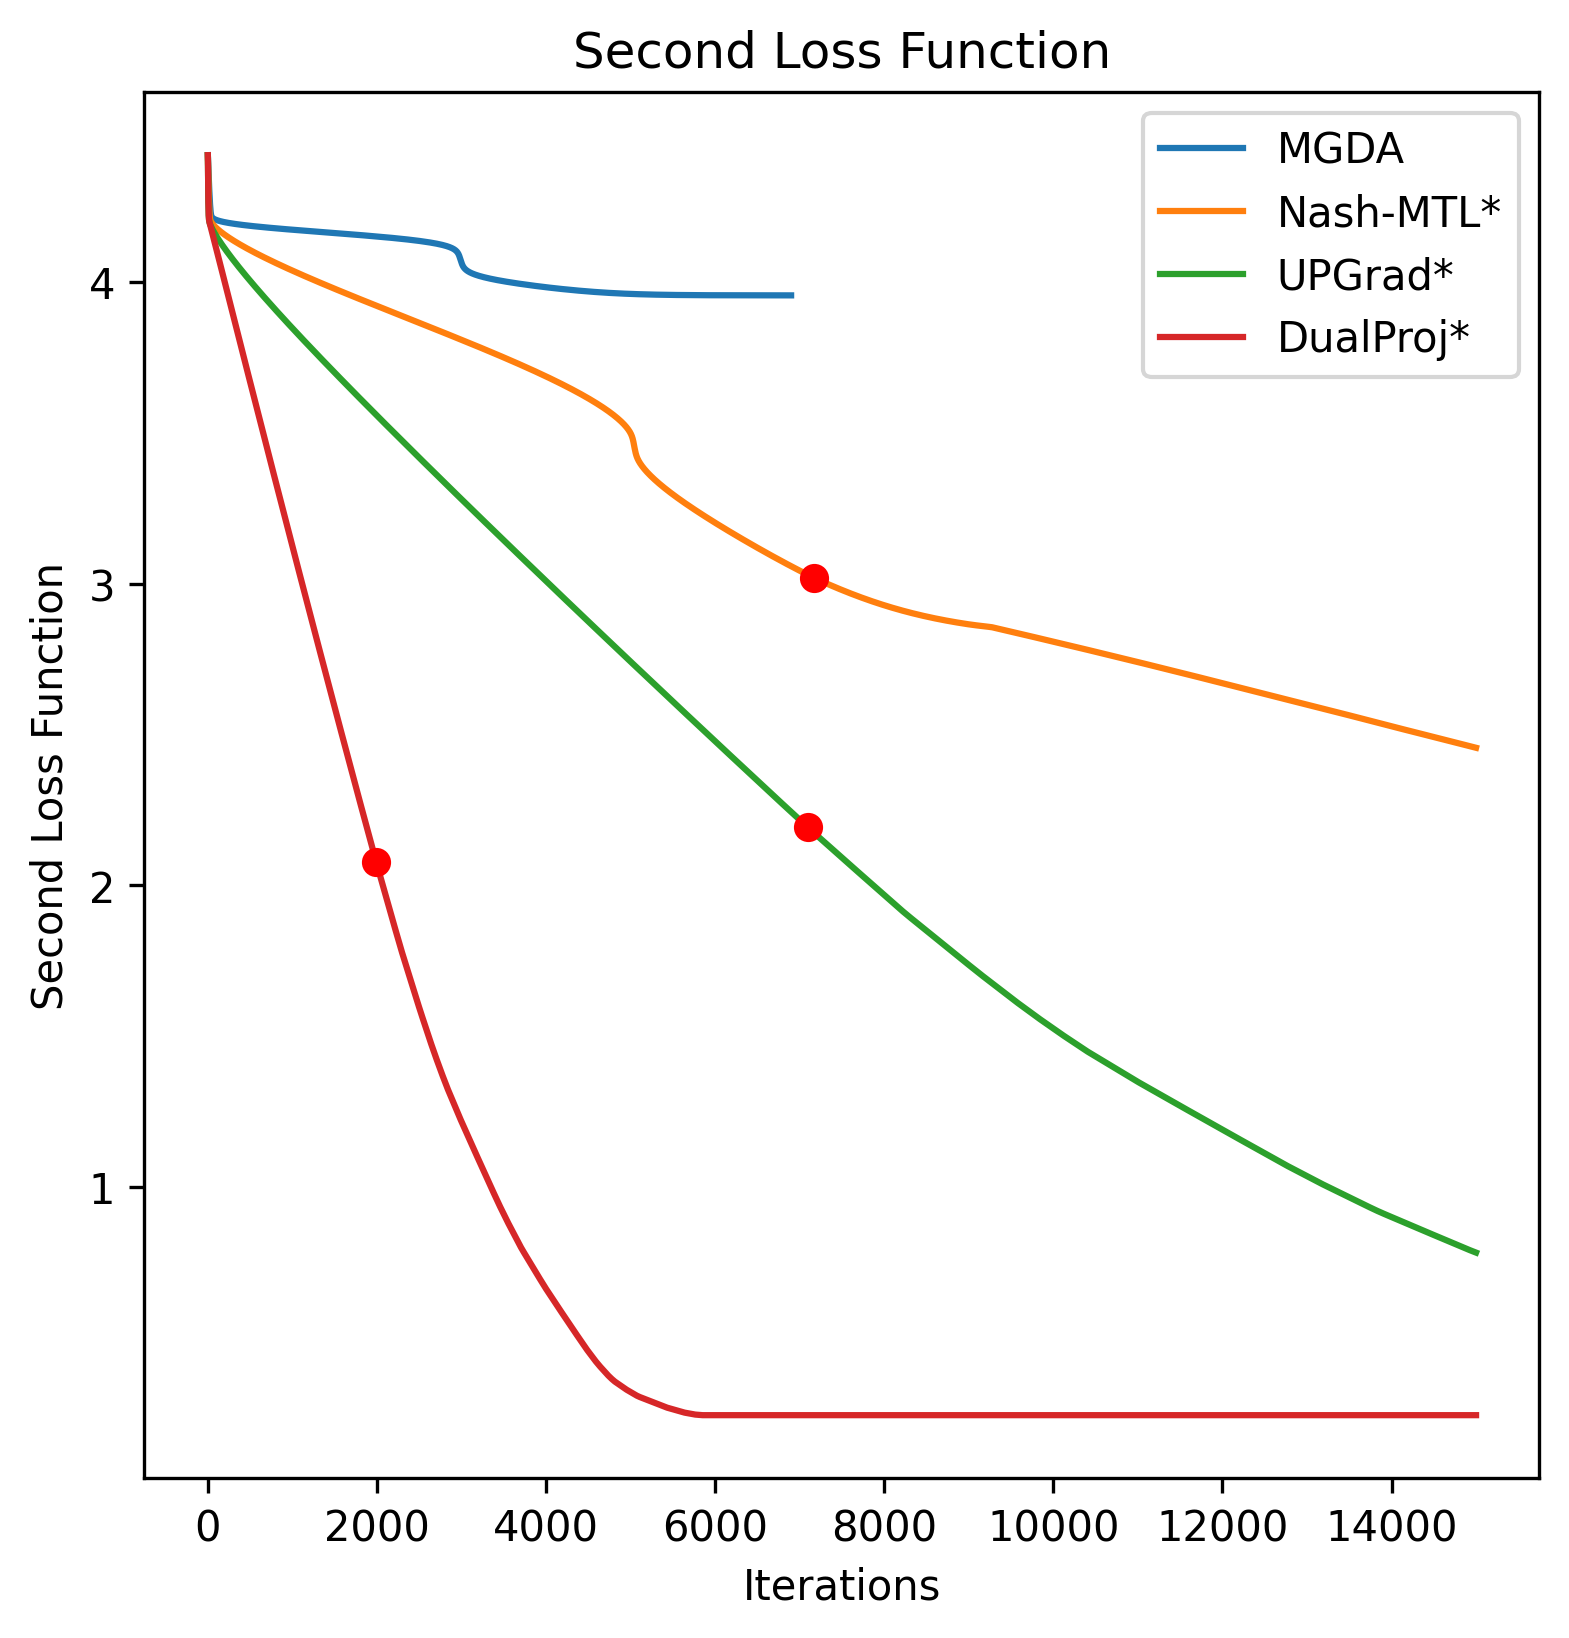 Second Loss Function
MGDA
Nash-MTL*
UPGrad*
DualProj*
Second Loss Function
4
3
2
1
0 2000 4000 6000 8000 10000 12000 14000
Iterations